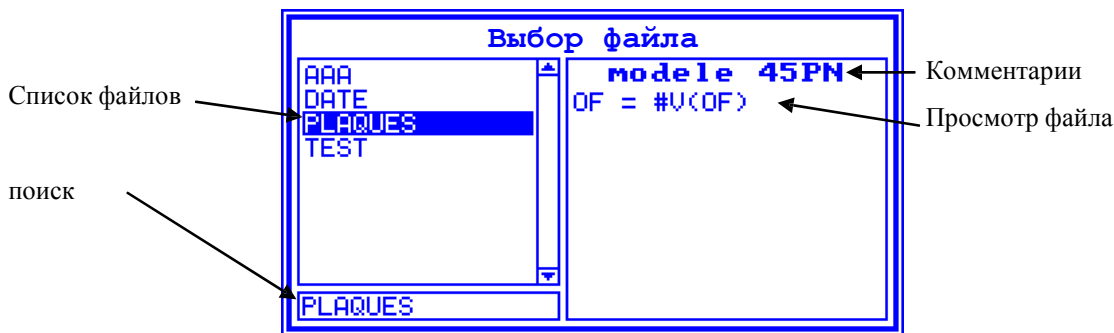 Выбор файла
AAA
DATE
PLAQUES
TEST
PLAQUES
modele 45PN
OF = #V(OF)
Список файлов
поиск
Комментарии
Просмотр файла